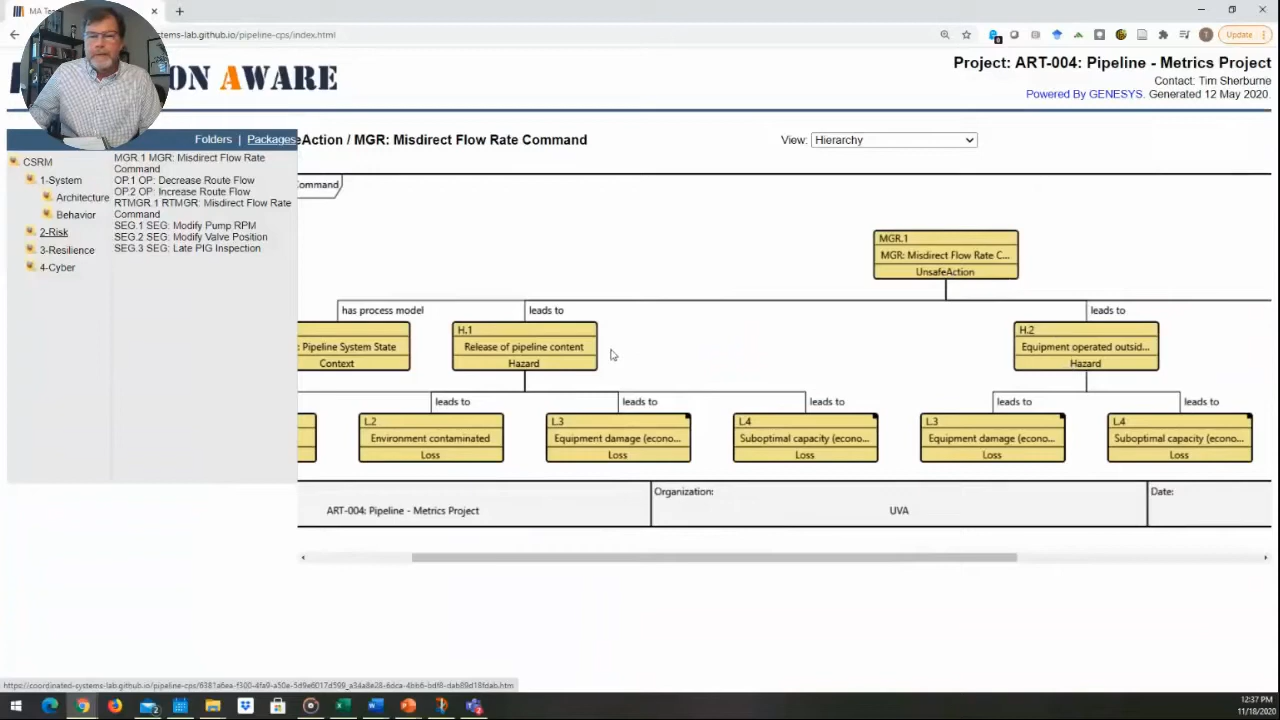 MA Te
stems-lab.github.io/pipeline-cps/index.html
Update
ON AWARE
Project: ART-004: Pipeline - Metrics Project
Contact: Tim Sherburne
Powered By GENESYS. Generated 12 May 2020.
Folders | Packages
eAction / MGR: Misdirect Flow Rate Command
View: Hierarchy
CSRM
1-System
Architecture
Behavior
2-Risk
3-Resilience
4-Cyber
MGR.1 MGR: Misdirect Flow Rate
Command
OP.1 OP: Decrease Route Flow
OP.2 OP: Increase Route Flow
RTMGR.1 RTMGR: Misdirect Flow Rate
Command
SEG.1 SEG: Modify Pump RPM
SEG.2 SEG: Modify Valve Position
SEG.3 SEG: Late PIG Inspection
ommand)
MGR.1
MGR: Misdirect Flow Rate C...
UnsafeAction
has process model
leads to
leads to
: Pipeline System State
Context
H.1
Release of pipeline content
Hazard
H.2
Equipment operated outsid...
Hazard
leads to
leads to
leads to
leads to
leads to
L.2
Environment contaminated
Loss
L.3
Equipment damage (econo...
Loss
L.4
Suboptimal capacity (econo...
Loss
L.3
Equipment damage (econo...
Loss
L.4
Suboptimal capacity (econo...
Loss
ART-004: Pipeline - Metrics Project
Organization:
UVA
Date:
12:37 PM
11/18/2020